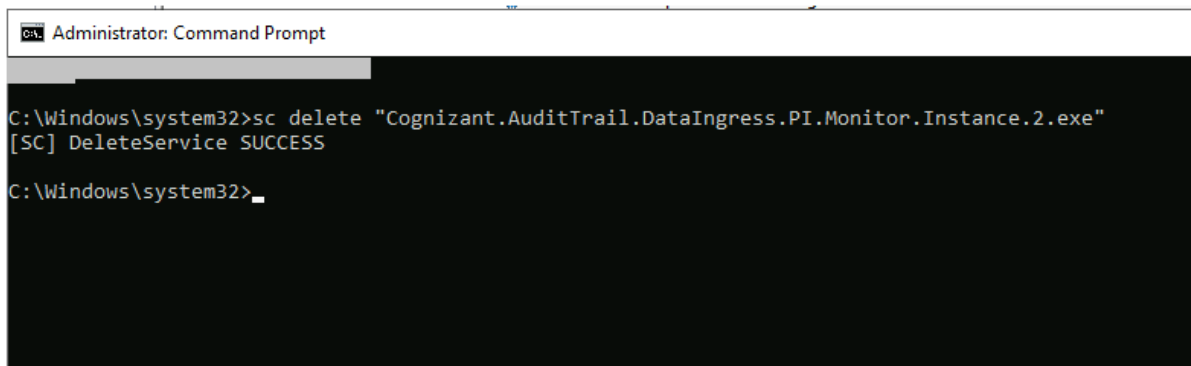 Administrator: Command Prompt
C:\Windows\system32>sc delete "Cognizant.AuditTrail.DataIngress.PI.Monitor.Instance.2.exe"
[SC] DeleteService SUCCESS
C:\Windows\system32>